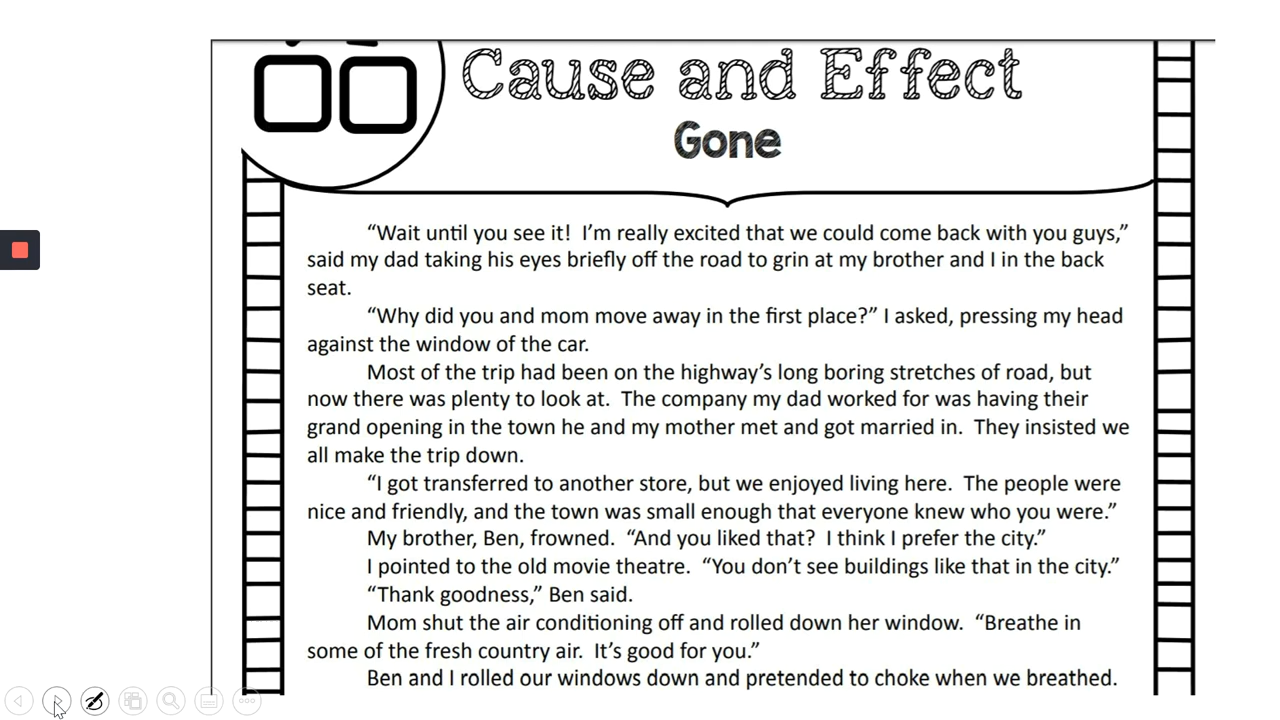 Cause and Effect
Gone
“Wait until you see it!  I’m really excited that we could come back with you guys,”
said my dad taking his eyes briefly off the road to grin at my brother and I in the back
seat.
“Why did you and mom move away in the first place?” I asked, pressing my head
against the window of the car.
Most of the trip had been on the highway’s long boring stretches of road, but
now there was plenty to look at.  The company my dad worked for was having their
grand opening in the town he and my mother met and got married in.  They insisted we
all make the trip down.
“I got transferred to another store, but we enjoyed living here.  The people were
nice and friendly, and the town was small enough that everyone knew who you were.”
My brother, Ben, frowned.  “And you liked that?  I think I prefer the city.”
I pointed to the old movie theatre.  “You don’t see buildings like that in the city.”
“Thank goodness,” Ben said.
Mom shut the air conditioning off and rolled down her window.  “Breathe in
some of the fresh country air.  It’s good for you.”
Ben and I rolled our windows down and pretended to choke when we breathed.